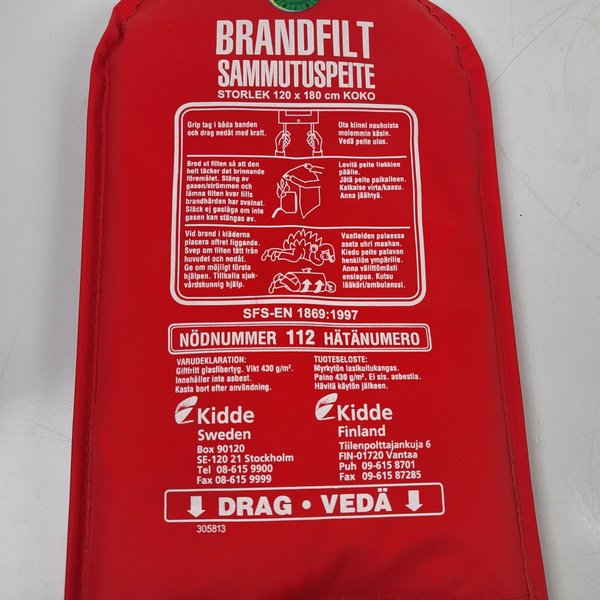 BRANDFILT
SAMMUTUSPEITE
STORLEK 120 x 180 cm KOKO
Grip tag i båda banden
och drag nedåt med kraft.
Ota kiinni nauhoista
molemmin käsin.
Vedä peite ulos.
Bred ut filten så att den
helt täcker det brinnande
föremålet. Stäng av
gasen/strömmen och
lämna filten kvar tills
brandhärden har svalnat.
Släck ej gaslåga om inte
gasen kan stängas av.
Levitä peite liekkien
päälle.
Jätä peite paikalleen.
Katkaise virta/kaasu.
Anna jäähtyä.
Vid brand i kläderna
placera offret liggande.
Svep om filten tätt från
huvudet och nedåt.
Ge om möjligt första
hjälpen. Tillkalla sjuk-
vårdskunnig hjälp.
Vaatteiden palaessa
aseta uhri maahan.
Kiedo peite palavan
henkilön ympärille.
Anna välittömästi
ensiapua. Kutsu
lääkäri/ambulanssi.
SFS-EN 1869:1997
NÖDNUMMER 112 HÄTÄNUMERO
VARUDEKLARATION:
Giftfritt glasfibertyg. Vikt 430 g/m².
Innehåller inte asbest.
Kasta bort efter användning.
TUOTESELOSTE:
Myrkytön lasikuitukangas.
Paino 430 g/m². Ei sis. asbestia.
Hävitä käytön jälkeen.
Kidde
Sweden
Box 90120
SE-120 21 Stockholm
Tel 08-615 9900
Fax 08-615 9999
Kidde
Finland
Tiilenpolttajankuja 6
FIN-01720 Vantaa
Puh 09-615 8701
Fax 09-615 87285
DRAG • VEDÄ
305813